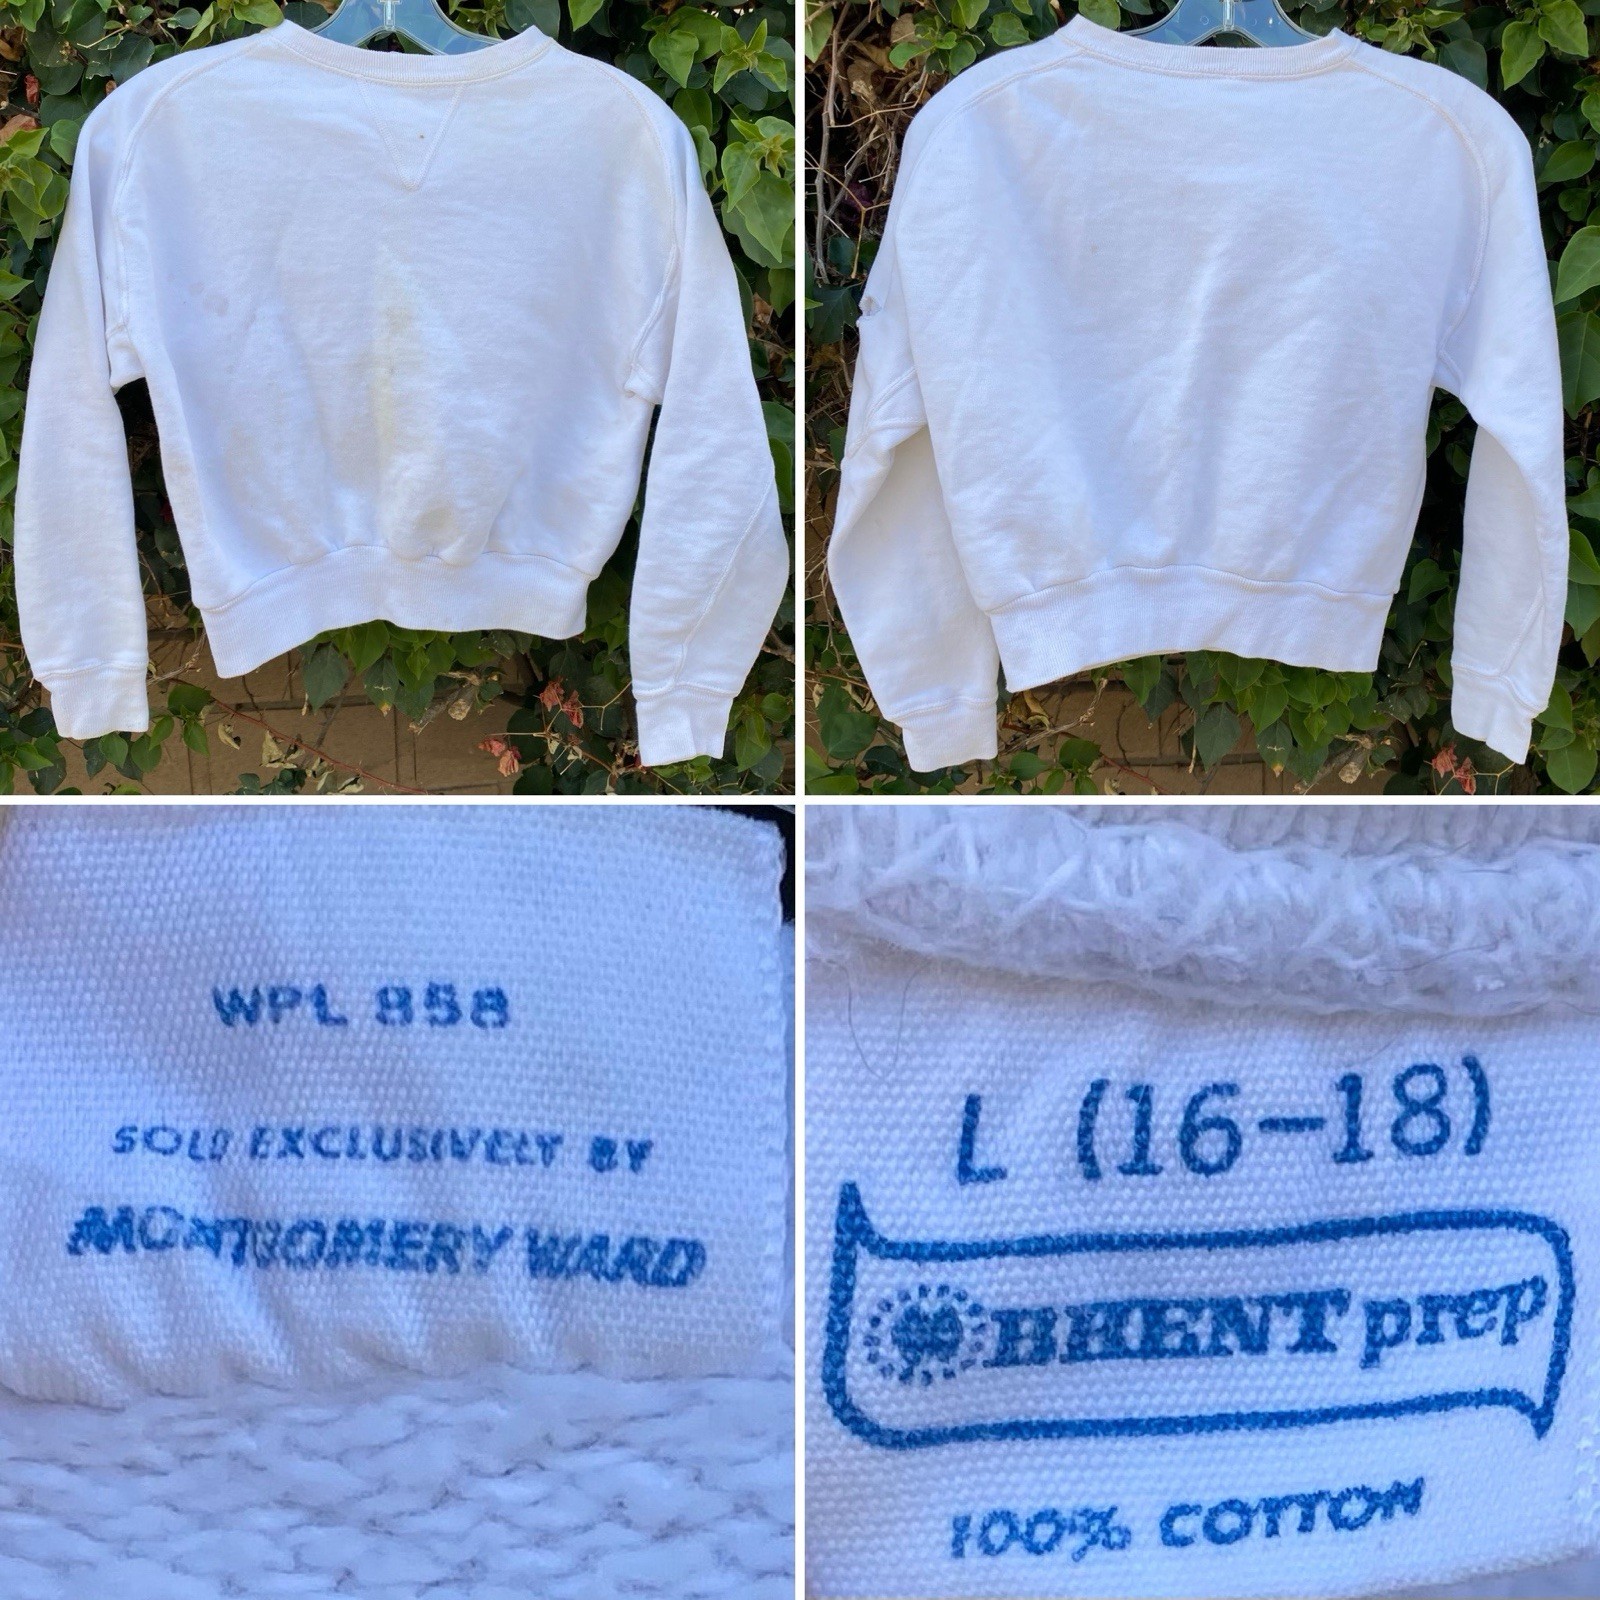 WPL 858
SOLD EXCLUSIVELY BY
MONTGOMERY WARD
L (16-18)
BRENT prep
100% COTTON